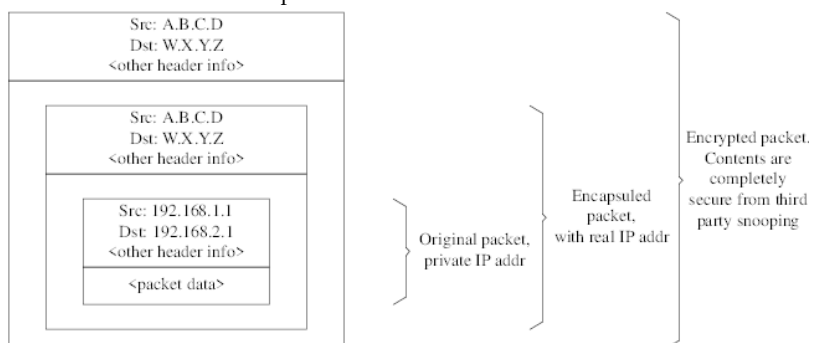 Src: A.B.C.D
Dst: W.X.Y.Z
<other header info>
Src: A.B.C.D
Dst: W.X.Y.Z
<other header info>
Src: 192.168.1.1
Dst: 192.168.2.1
<other header info>
<packet data>
Original packet,
private IP addr
Encapsuled
packet,
with real IP addr
Encrypted packet.
Contents are
completely
secure from third
party snooping